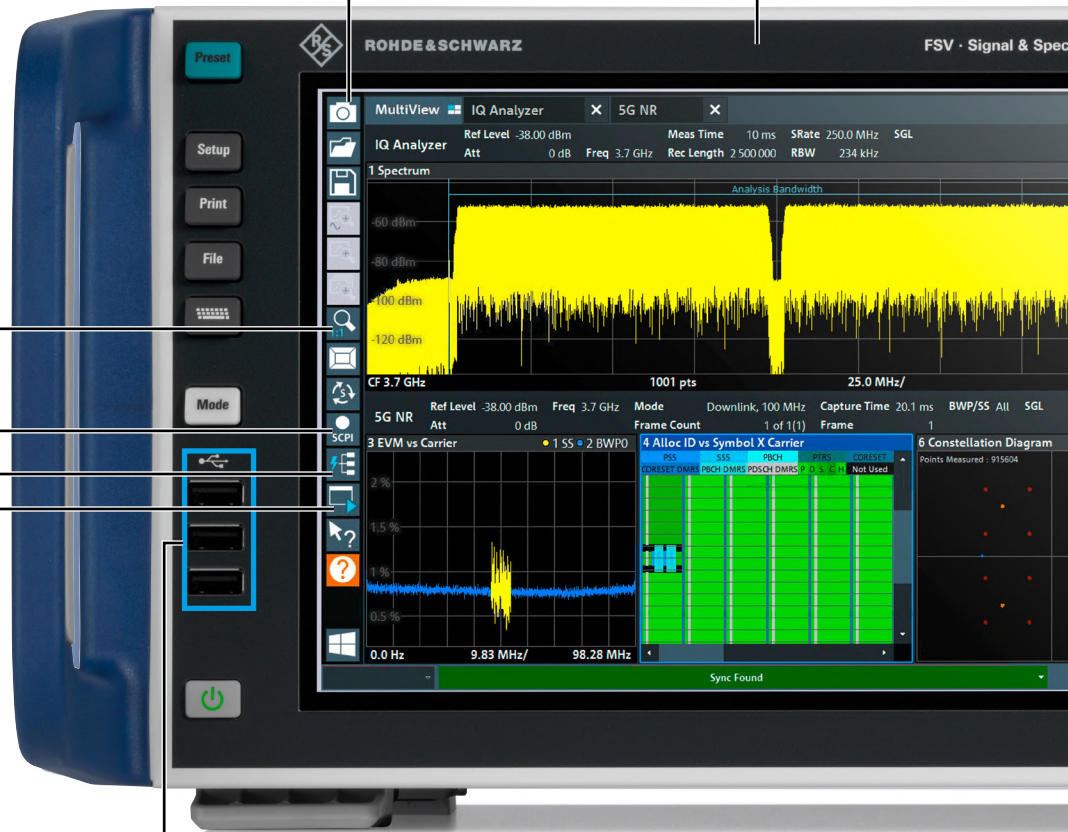 Preset
R&S
ROHDE&SCHWARZ
FSV · Signal & Spec
Setup
Print
File
Mode
MultiView
IQ Analyzer
5G NR
IQ Analyzer
Ref Level -38.00 dBm
Meas Time 10 ms
SRate 250.0 MHz
SGL
Att 0 dB
Freq 3.7 GHz
Rec Length 2 500 000
RBW 234 kHz
1 Spectrum
Analysis Bandwidth
-60 dBm
-80 dBm
-100 dBm
-120 dBm
CF 3.7 GHz
1001 pts
25.0 MHz/
1:1
S
SCPI
?
?
5G NR
Ref Level -38.00 dBm
Freq 3.7 GHz
Mode Downlink, 100 MHz
Capture Time 20.1 ms
BWP/SS All
SGL
Att 0 dB
Frame Count 1 of 1(1)
Frame 1
3 EVM vs Carrier
1 SS 2 BWP0
2 %
1.5 %
1 %
0.5 %
0.0 Hz
9.83 MHz/
98.28 MHz
4 Alloc ID vs Symbol X Carrier
PSS SSS PBCH PTRS CORESET
CORESET DMRS PBCH DMRS PDSCH DMRS P D S C H Not Used
6 Constellation Diagram
Points Measured : 915604
Sync Found